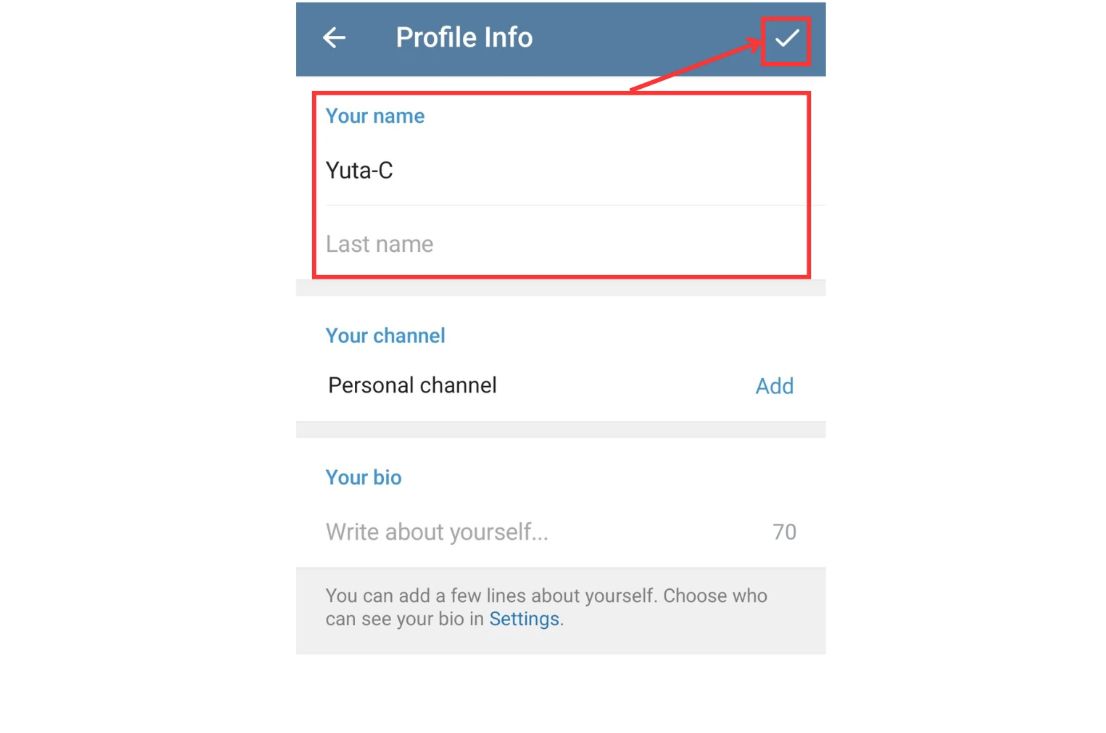 Profile Info
Your name
Yuta-C
Last name
Your channel
Personal channel Add
Your bio
Write about yourself... 70
You can add a few lines about yourself. Choose who
can see your bio in Settings.